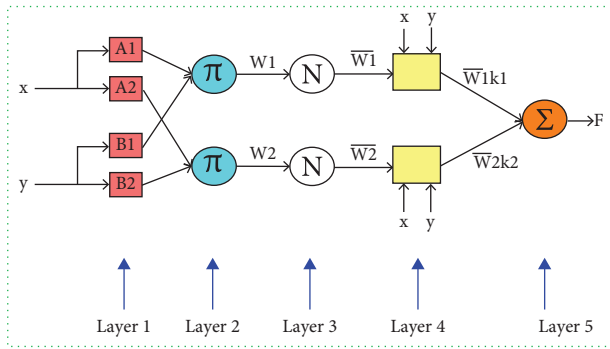 x y
A1
W1
W̅1̅
π
N
W̅1k1
A2
x
Σ
F
B1
W2
W̅2̅
π
N
W̅2k2
B2
y
x y
Layer 1 Layer 2 Layer 3 Layer 4 Layer 5